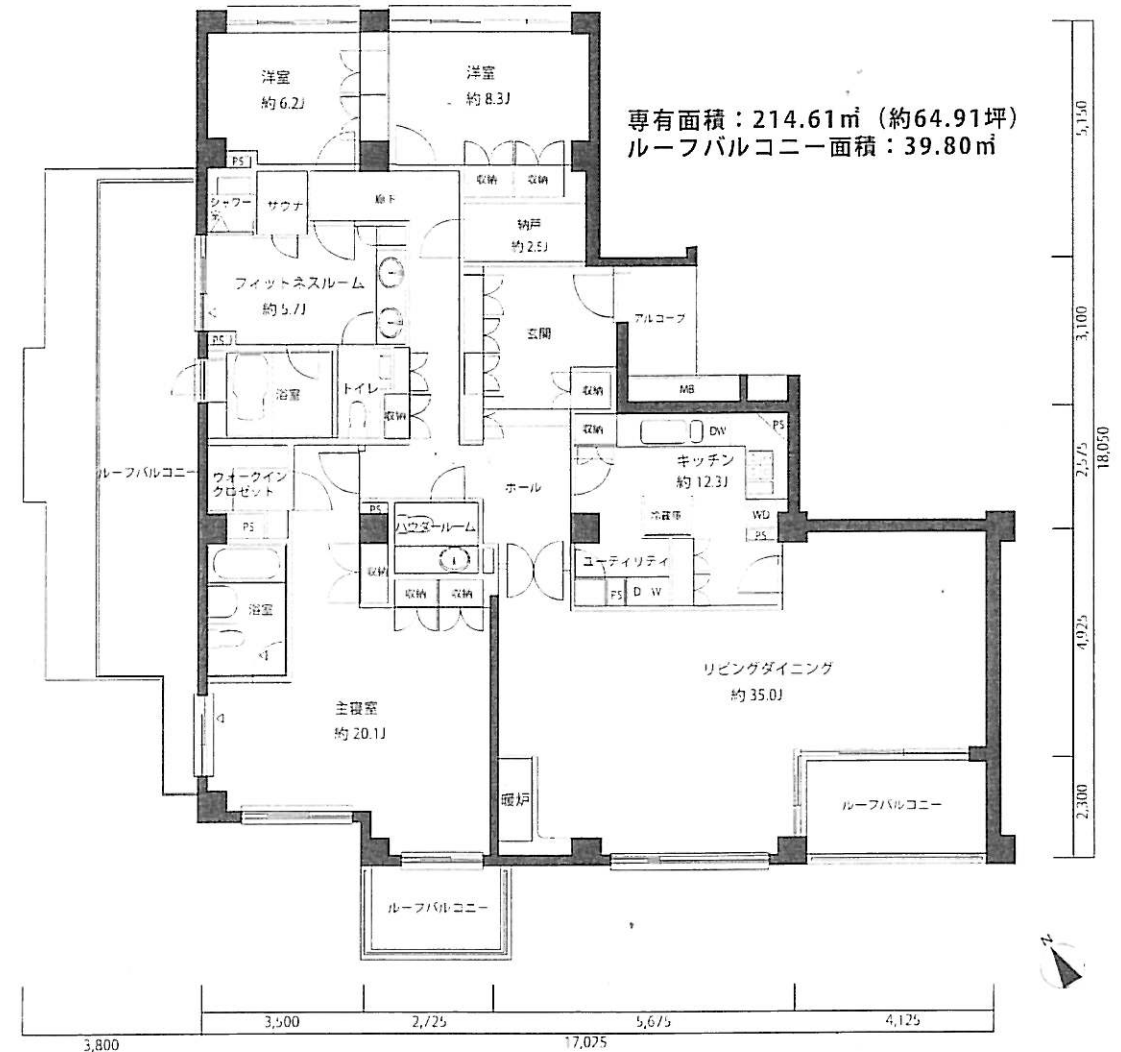 洋室
約 6.2J
洋室
約 8.3J
専有面積：214.61㎡（約64.91坪）
ルーフバルコニー面積：39.80㎡
5,150
PS
シャワー
室
サウナ
廊下
収納
収納
納戸
約 2.5J
フィットネスルーム
約 5.7J
PS
玄関
アルコーブ
3,100
浴室
トイレ
収納
収納
MB
収納
DW
PS
キッチン
約 12.3J
2,575
18,050
ルーフバルコニー
ウォークイン
クロゼット
ホール
冷蔵庫
WD
PS
PS
PS
パウダールーム
ユーティリティ
収納
収納
収納
PS
D
W
浴室
4,925
リビングダイニング
約 35.0J
主寝室
約 20.1J
暖炉
ルーフバルコニー
2,300
ルーフバルコニー
N
3,500
2,725
5,675
4,125
3,800
17,025